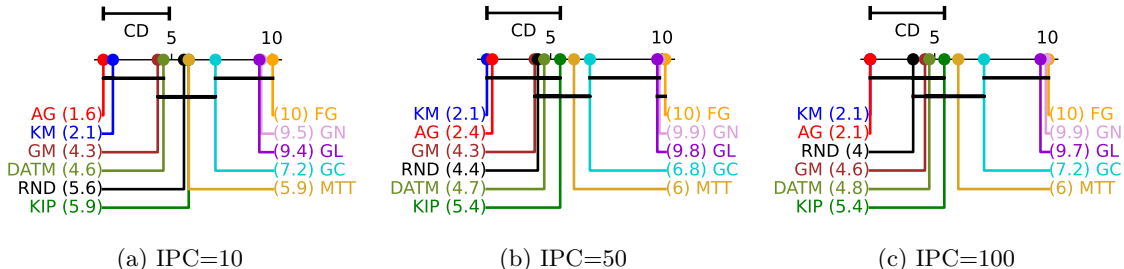 CD
5 10
AG (1.6) (10) FG
KM (2.1) (9.5) GN
GM (4.3) (9.4) GL
DATM (4.6) (7.2) GC
RND (5.6) (5.9) MTT
KIP (5.9)
(a) IPC=10
CD
5 10
KM (2.1) (10) FG
AG (2.4) (9.9) GN
GM (4.3) (9.8) GL
RND (4.4) (6.8) GC
DATM (4.7) (6) MTT
KIP (5.4)
(b) IPC=50
CD
5 10
KM (2.1) (10) FG
AG (2.1) (9.9) GN
RND (4) (9.7) GL
GM (4.6) (7.2) GC
DATM (4.8) (6) MTT
KIP (5.4)
(c) IPC=100